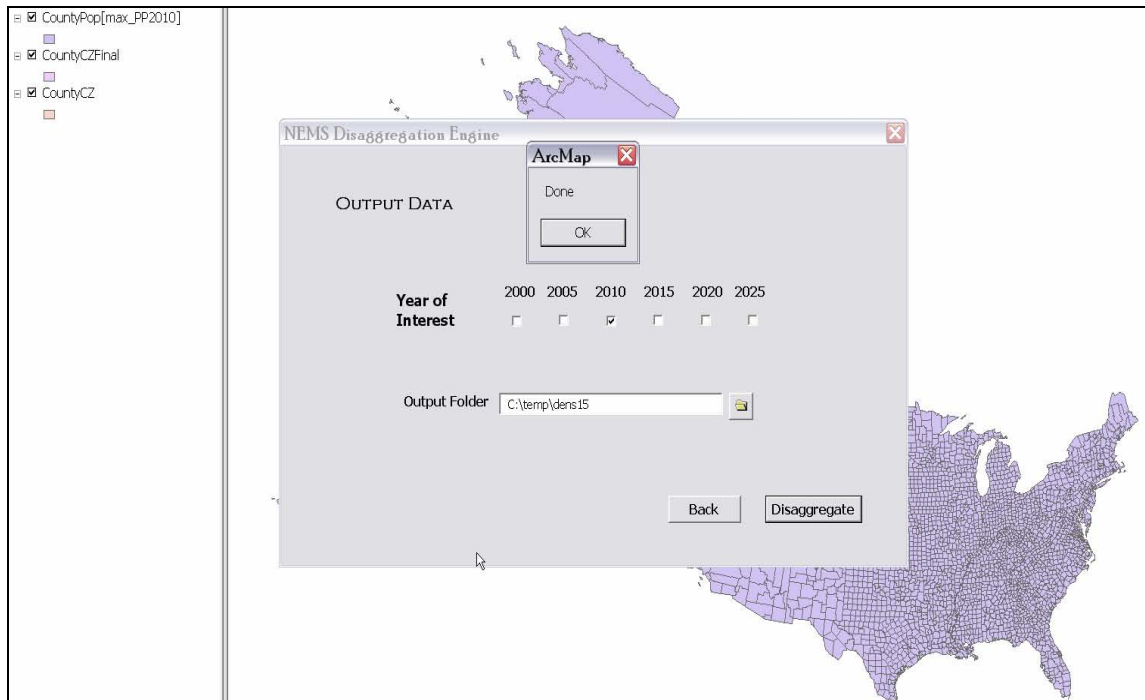 CountyPop[max_PP2010]
CountyCZFinal
CountyCZ
NEMS Disaggregation Engine
ArcMap
Done
OK
OUTPUT DATA
Year of Interest
2000 2005 2010 2015 2020 2025
Output Folder
C:\temp\dens15
Back
Disaggregate